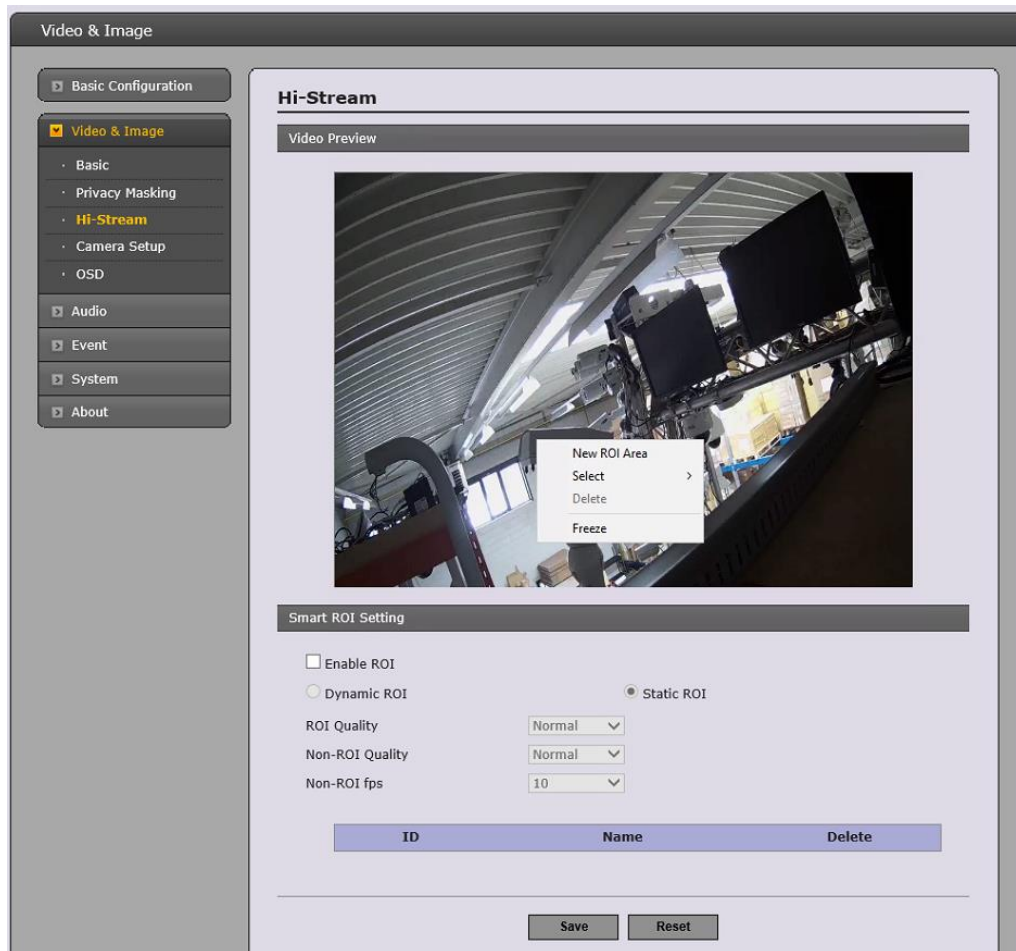 Video & Image
Basic Configuration
Video & Image
· Basic
· Privacy Masking
· Hi-Stream
· Camera Setup
· OSD
Audio
Event
System
About
Hi-Stream
Video Preview
New ROI Area
Select >
Delete
Freeze
Smart ROI Setting
Enable ROI
Dynamic ROI Static ROI
ROI Quality Normal
Non-ROI Quality Normal
Non-ROI fps 10
ID Name Delete
Save Reset